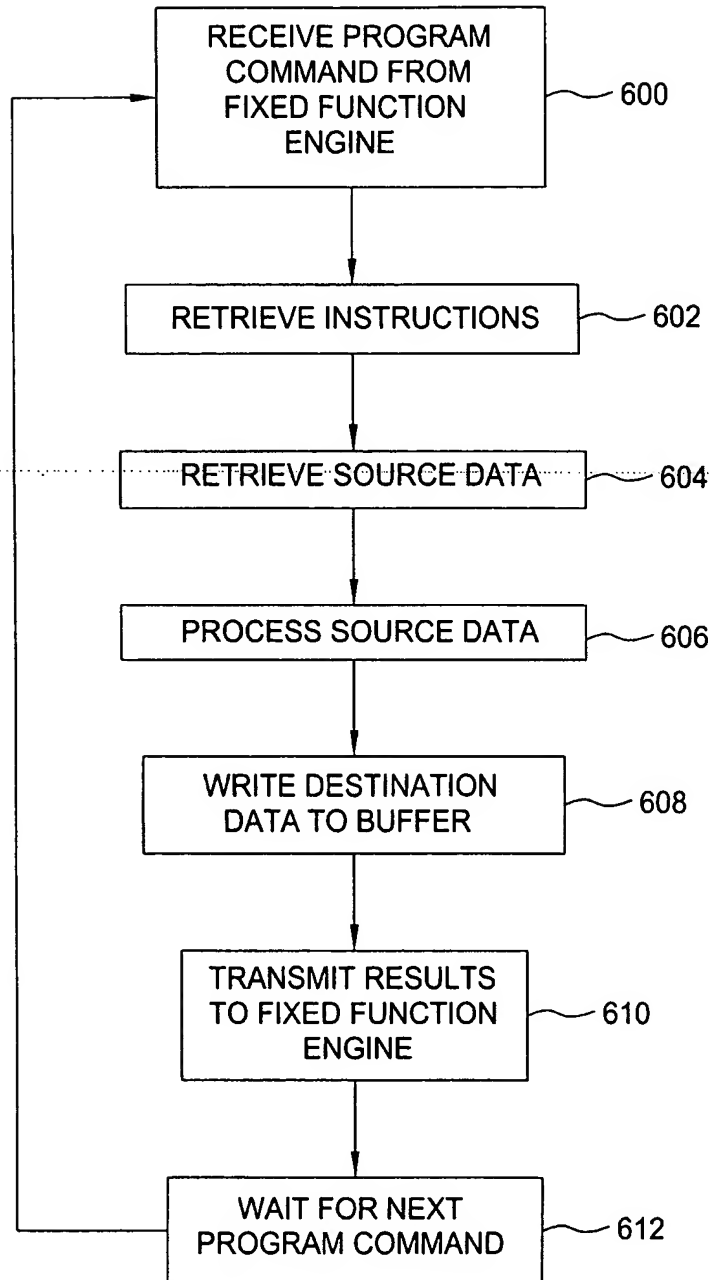 RECEIVE PROGRAM
COMMAND FROM
FIXED FUNCTION
ENGINE
600
RETRIEVE INSTRUCTIONS
602
RETRIEVE SOURCE DATA
604
PROCESS SOURCE DATA
606
WRITE DESTINATION
DATA TO BUFFER
608
TRANSMIT RESULTS
TO FIXED FUNCTION
ENGINE
610
WAIT FOR NEXT
PROGRAM COMMAND
612